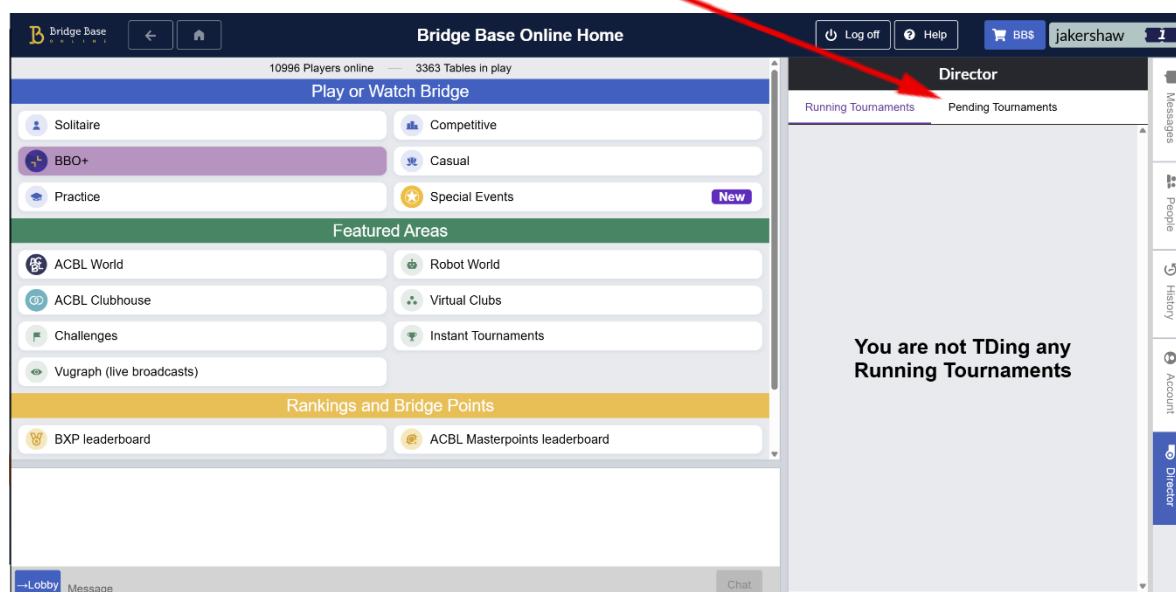 Bridge Base
ONLINE
Bridge Base Online Home
Log off
Help
BB$
jakershaw
1
10996 Players online — 3363 Tables in play
Play or Watch Bridge
Solitaire
Competitive
BBO+
Casual
Practice
Special Events
New
Featured Areas
ACBL World
Robot World
ACBL Clubhouse
Virtual Clubs
Challenges
Instant Tournaments
Vugraph (live broadcasts)
Rankings and Bridge Points
BXP leaderboard
ACBL Masterpoints leaderboard
→Lobby
Message
Chat
Director
Running Tournaments
Pending Tournaments
You are not TDing any
Running Tournaments
Messages
People
History
Account
Director